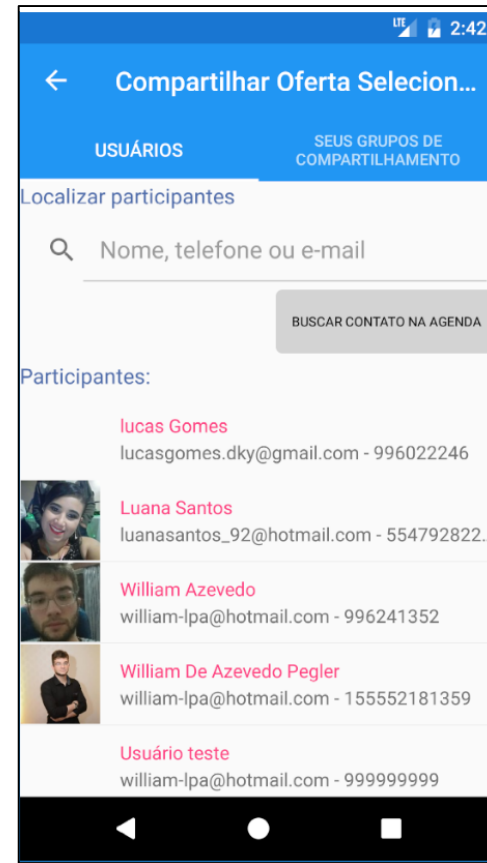 LTE 2:42
Compartilhar Oferta Selecion...
USUÁRIOS
SEUS GRUPOS DE
COMPARTILHAMENTO
Localizar participantes
Nome, telefone ou e-mail
BUSCAR CONTATO NA AGENDA
Participantes:
lucas Gomes
lucasgomes.dky@gmail.com - 996022246
Luana Santos
luanasantos_92@hotmail.com - 554792822..
William Azevedo
william-lpa@hotmail.com - 996241352
William De Azevedo Pegler
william-lpa@hotmail.com - 155552181359
Usuário teste
william-lpa@hotmail.com - 999999999